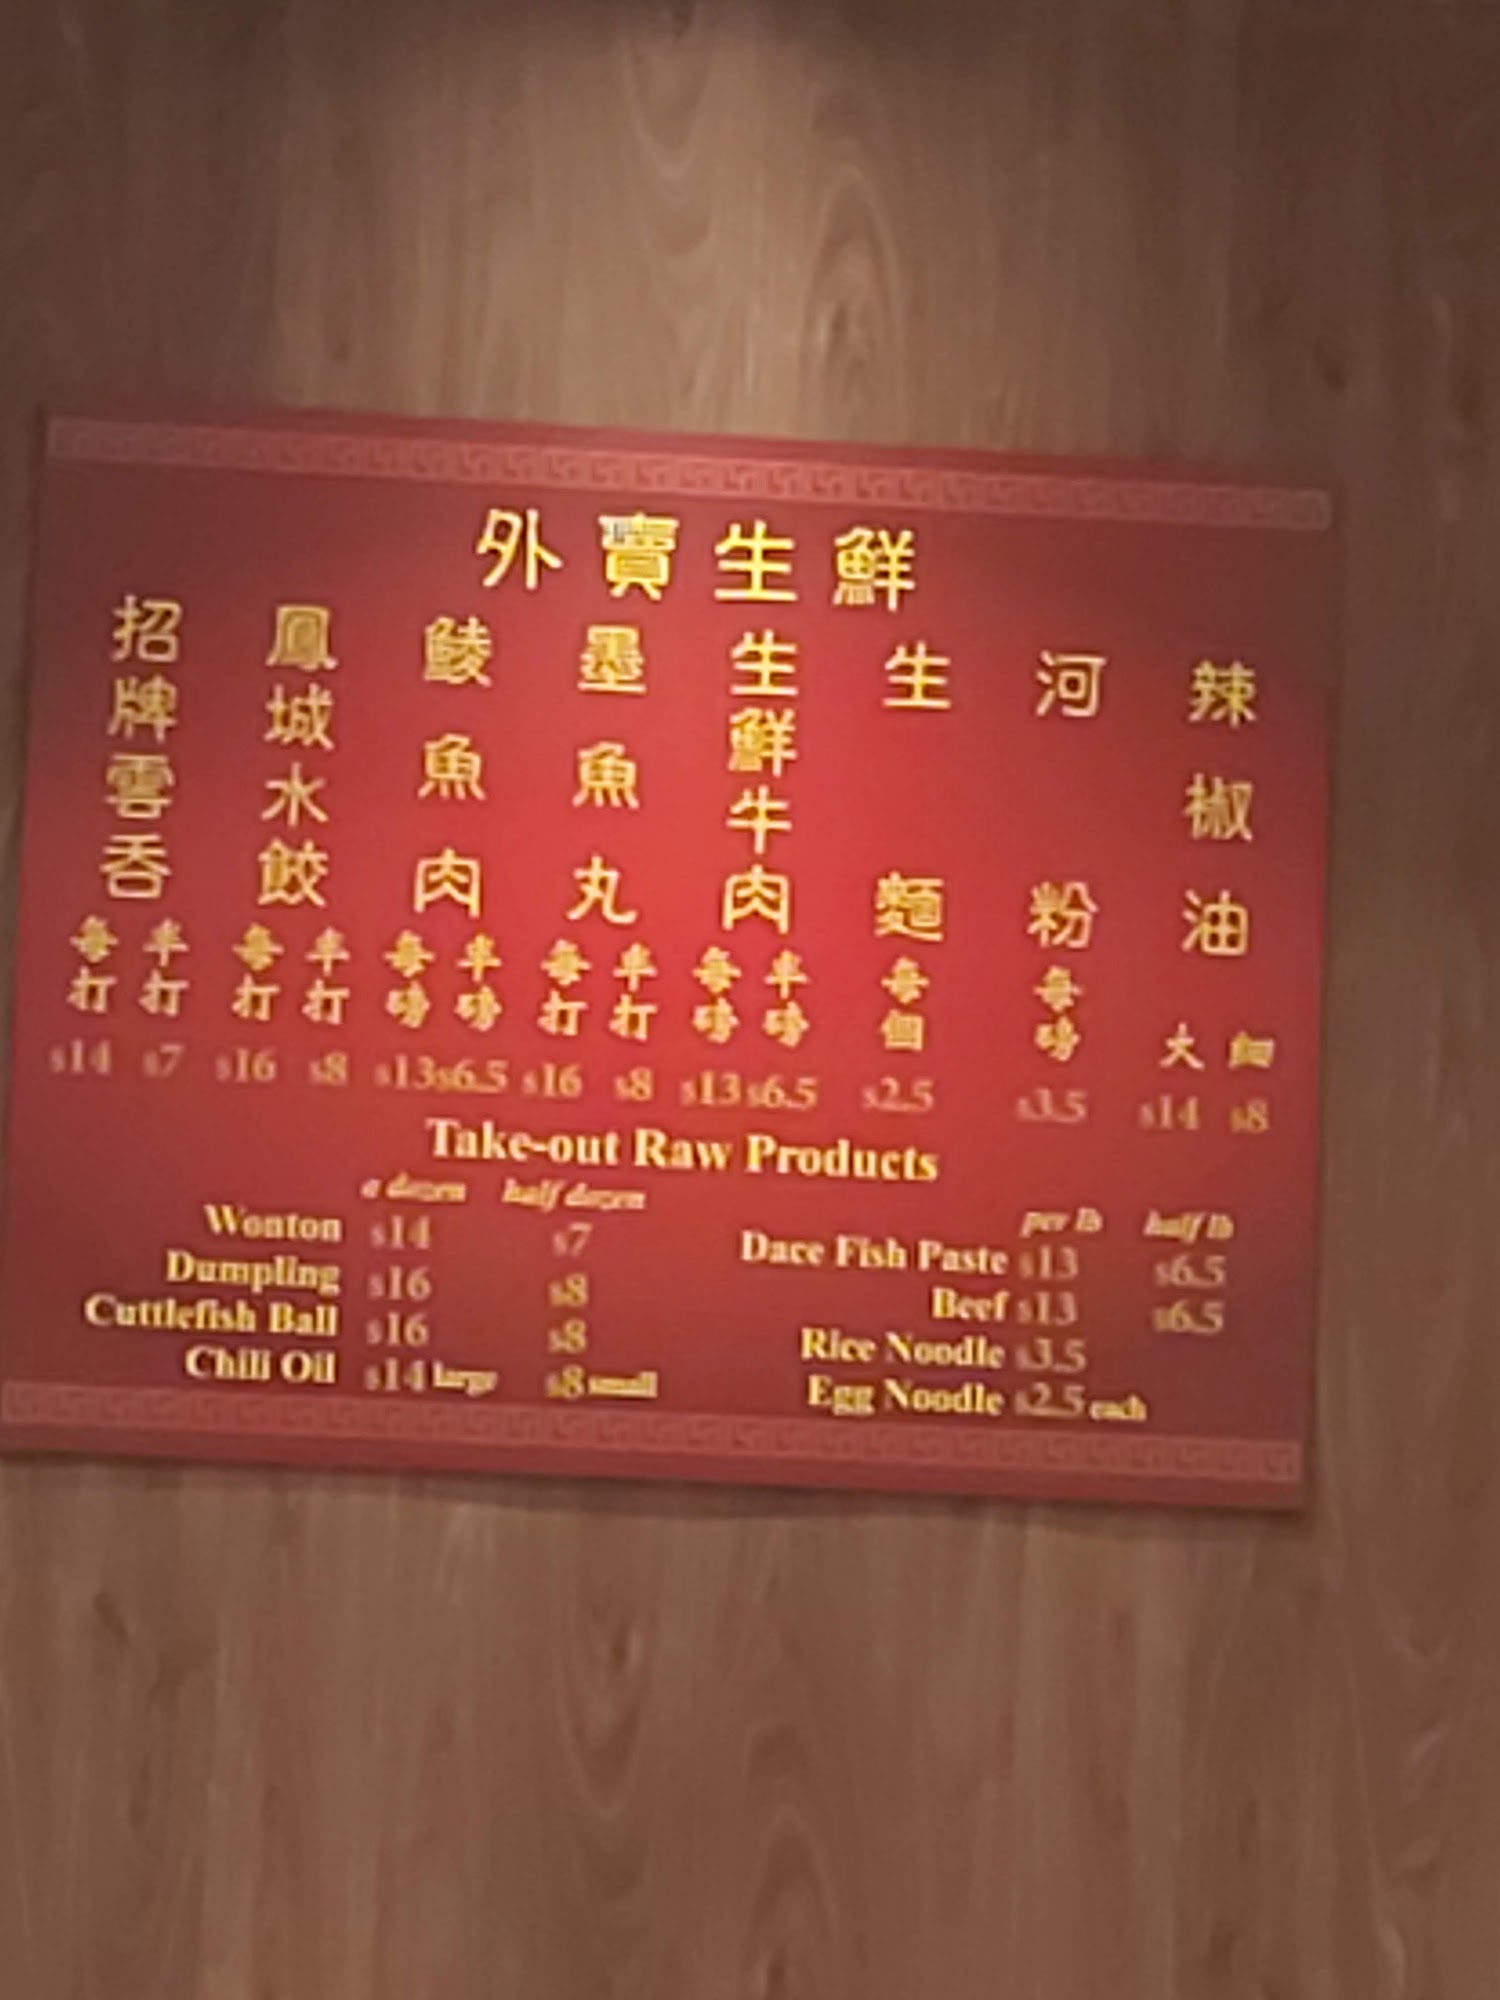 外賣生鮮
招牌雲吞
每打 半打
$14 $7
鳳城水餃
每打 半打
$16 $8
鯪魚肉
每磅 半磅
$13 $6.5
墨魚丸
每打 半打
$16 $8
生鮮牛肉
每磅 半磅
$13 $6.5
生麵
每個
$2.5
河粉
每磅
$3.5
辣椒油
大 細
$14 $8
Take-out Raw Products
a dozen half dozen
Wonton $14 $7
Dumpling $16 $8
Cuttlefish Ball $16 $8
Chili Oil $14 large $8 small
per lb half lb
Dace Fish Paste $13 $6.5
Beef $13 $6.5
Rice Noodle $3.5
Egg Noodle $2.5 each